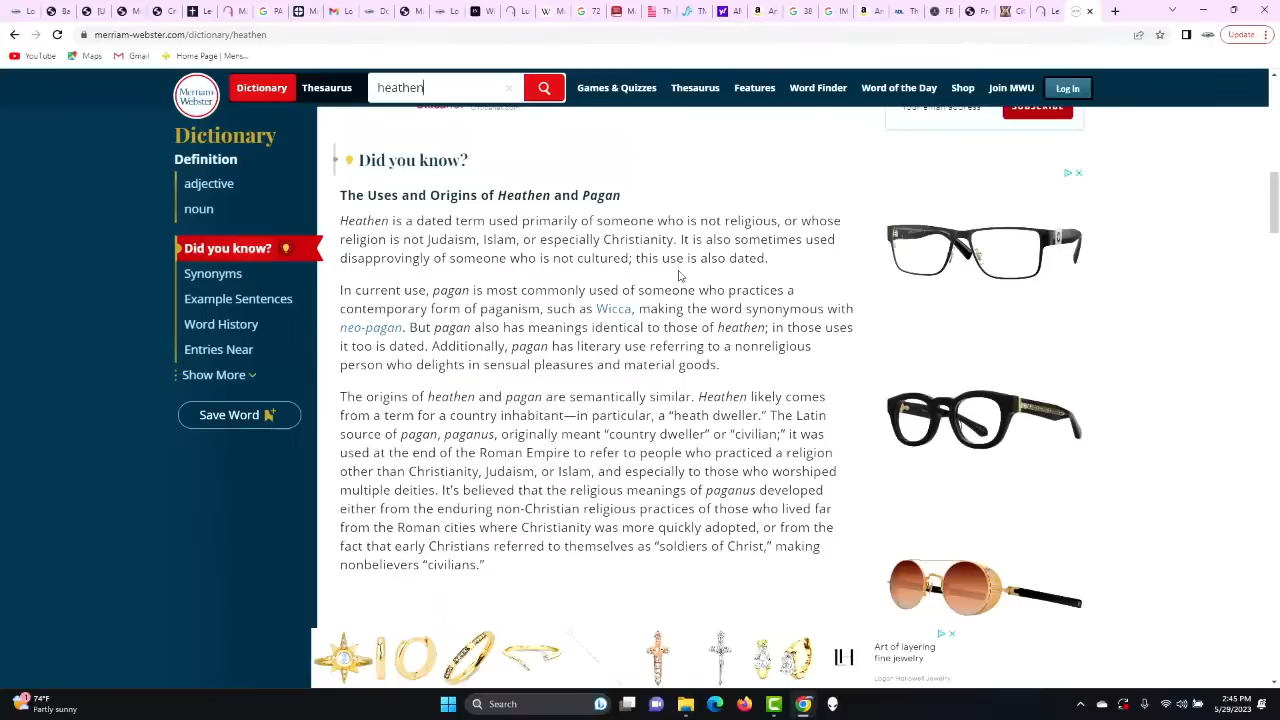 merriam-webster.com/dictionary/heathen
Update
YouTube
Maps
Gmail
Home Page | Mens...
Merriam
Webster
Dictionary
Thesaurus
heathen
Games & Quizzes
Thesaurus
Features
Word Finder
Word of the Day
Shop
Join MWU
Log In
SUBSCRIBE
Dictionary
Definition
adjective
noun
Did you know?
Synonyms
Example Sentences
Word History
Entries Near
Show More
Save Word
Did you know?
The Uses and Origins of Heathen and Pagan
Heathen is a dated term used primarily of someone who is not religious, or whose
religion is not Judaism, Islam, or especially Christianity. It is also sometimes used
disapprovingly of someone who is not cultured; this use is also dated.
In current use, pagan is most commonly used of someone who practices a
contemporary form of paganism, such as Wicca, making the word synonymous with
neo-pagan. But pagan also has meanings identical to those of heathen; in those uses
it too is dated. Additionally, pagan has literary use referring to a nonreligious
person who delights in sensual pleasures and material goods.
The origins of heathen and pagan are semantically similar. Heathen likely comes
from a term for a country inhabitant—in particular, a “heath dweller.” The Latin
source of pagan, paganus, originally meant “country dweller” or “civilian;” it was
used at the end of the Roman Empire to refer to people who practiced a religion
other than Christianity, Judaism, or Islam, and especially to those who worshiped
multiple deities. It’s believed that the religious meanings of paganus developed
either from the enduring non-Christian religious practices of those who lived far
from the Roman cities where Christianity was more quickly adopted, or from the
fact that early Christians referred to themselves as “soldiers of Christ,” making
nonbelievers “civilians.”
LH
Art of layering
fine jewelry
Logan Hollowell Jewelry
74°F
Partly sunny
Search
2:45 PM
5/29/2023